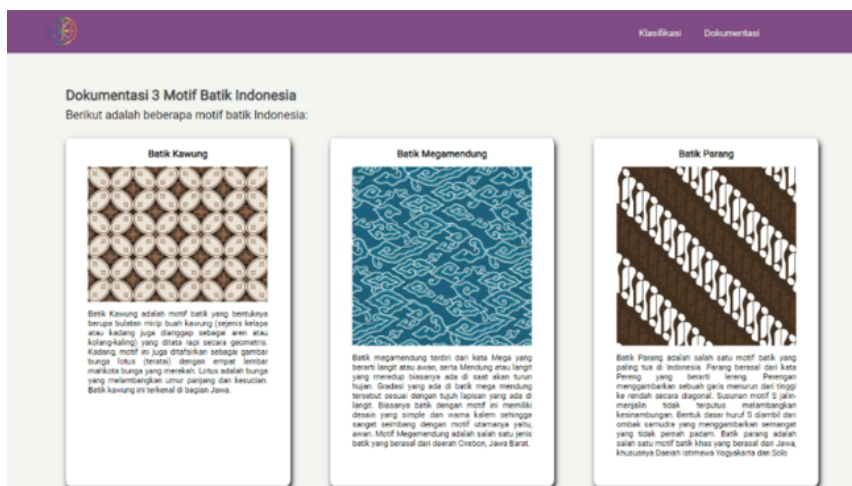 Klasifikasi Dokumentasi
Dokumentasi 3 Motif Batik Indonesia
Berikut adalah beberapa motif batik Indonesia:
Batik Kawung
Batik Kawung adalah motif batik yang bentuknya
berupa bulatan mirip buah kawung (sejenis kelapa
atau kadang juga dianggap sebagai aren atau
kolang-kaling) yang ditata rapi secara geometris.
Kadang, motif ini juga ditafsirkan sebagai gambar
bunga lotus (teratai) dengan empat lembar
mahkota bunga yang merekah. Lotus adalah bunga
yang melambangkan umur panjang dan kesucian.
Batik kawung ini terkenal di bagian Jawa.
Batik Megamendung
Batik megamendung terdiri dari kata Mega yang
berarti langit atau awan, serta Mendung atau langit
yang meredup biasanya ada di saat akan turun
hujan. Gradasi yang ada di batik mega mendung
tersebut sesuai dengan tujuh lapisan yang ada di
langit. Biasanya batik dengan motif ini memiliki
desain yang simple dan warna kalem sehingga
sangat seimbang dengan motif utamanya yaitu,
awan. Motif Megamendung adalah salah satu jenis
batik yang berasal dari daerah Cirebon, Jawa Barat.
Batik Parang
Batik Parang adalah salah satu motif batik yang
paling tua di Indonesia. Parang berasal dari kata
Pereng yang berarti lereng. Perengan
menggambarkan sebuah garis menurun dari tinggi
ke rendah secara diagonal. Susunan motif S jalin-
menjalin tidak terputus melambangkan
kesinambungan. Bentuk dasar huruf S diambil dari
ombak samudra yang menggambarkan semangat
yang tidak pernah padam. Batik parang adalah
salah satu motif batik khas yang berasal dari Jawa,
khususnya Daerah Istimewa Yogyakarta dan Solo